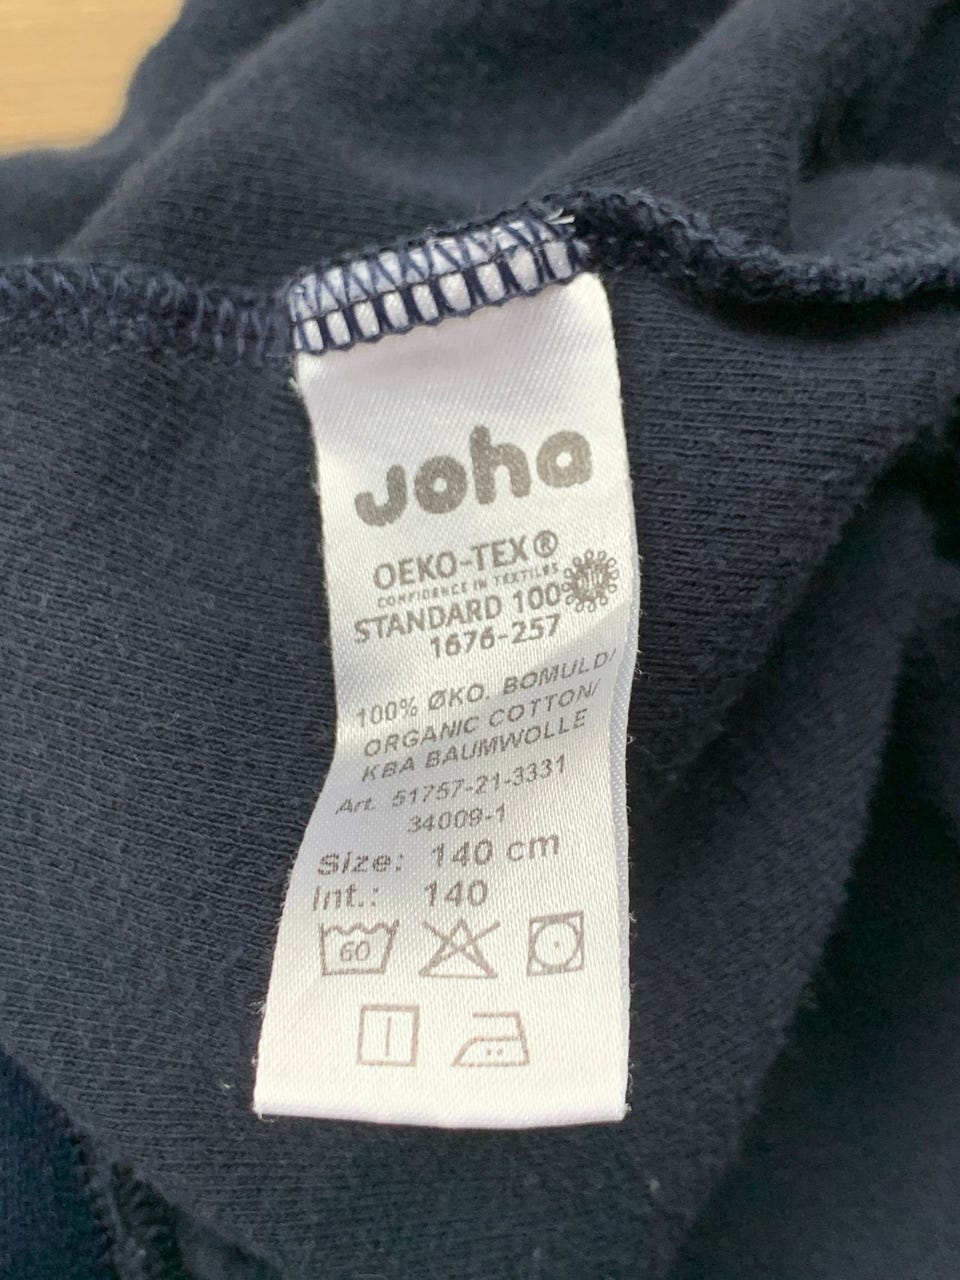 Joha
OEKO-TEX®
CONFIDENCE IN TEXTILES
STANDARD 100
1676-257
100% ØKO. BOMULD/
ORGANIC COTTON/
KBA BAUMWOLLE
Art. 51757-21-3331
34009-1
Size: 140 cm
Int.: 140
60